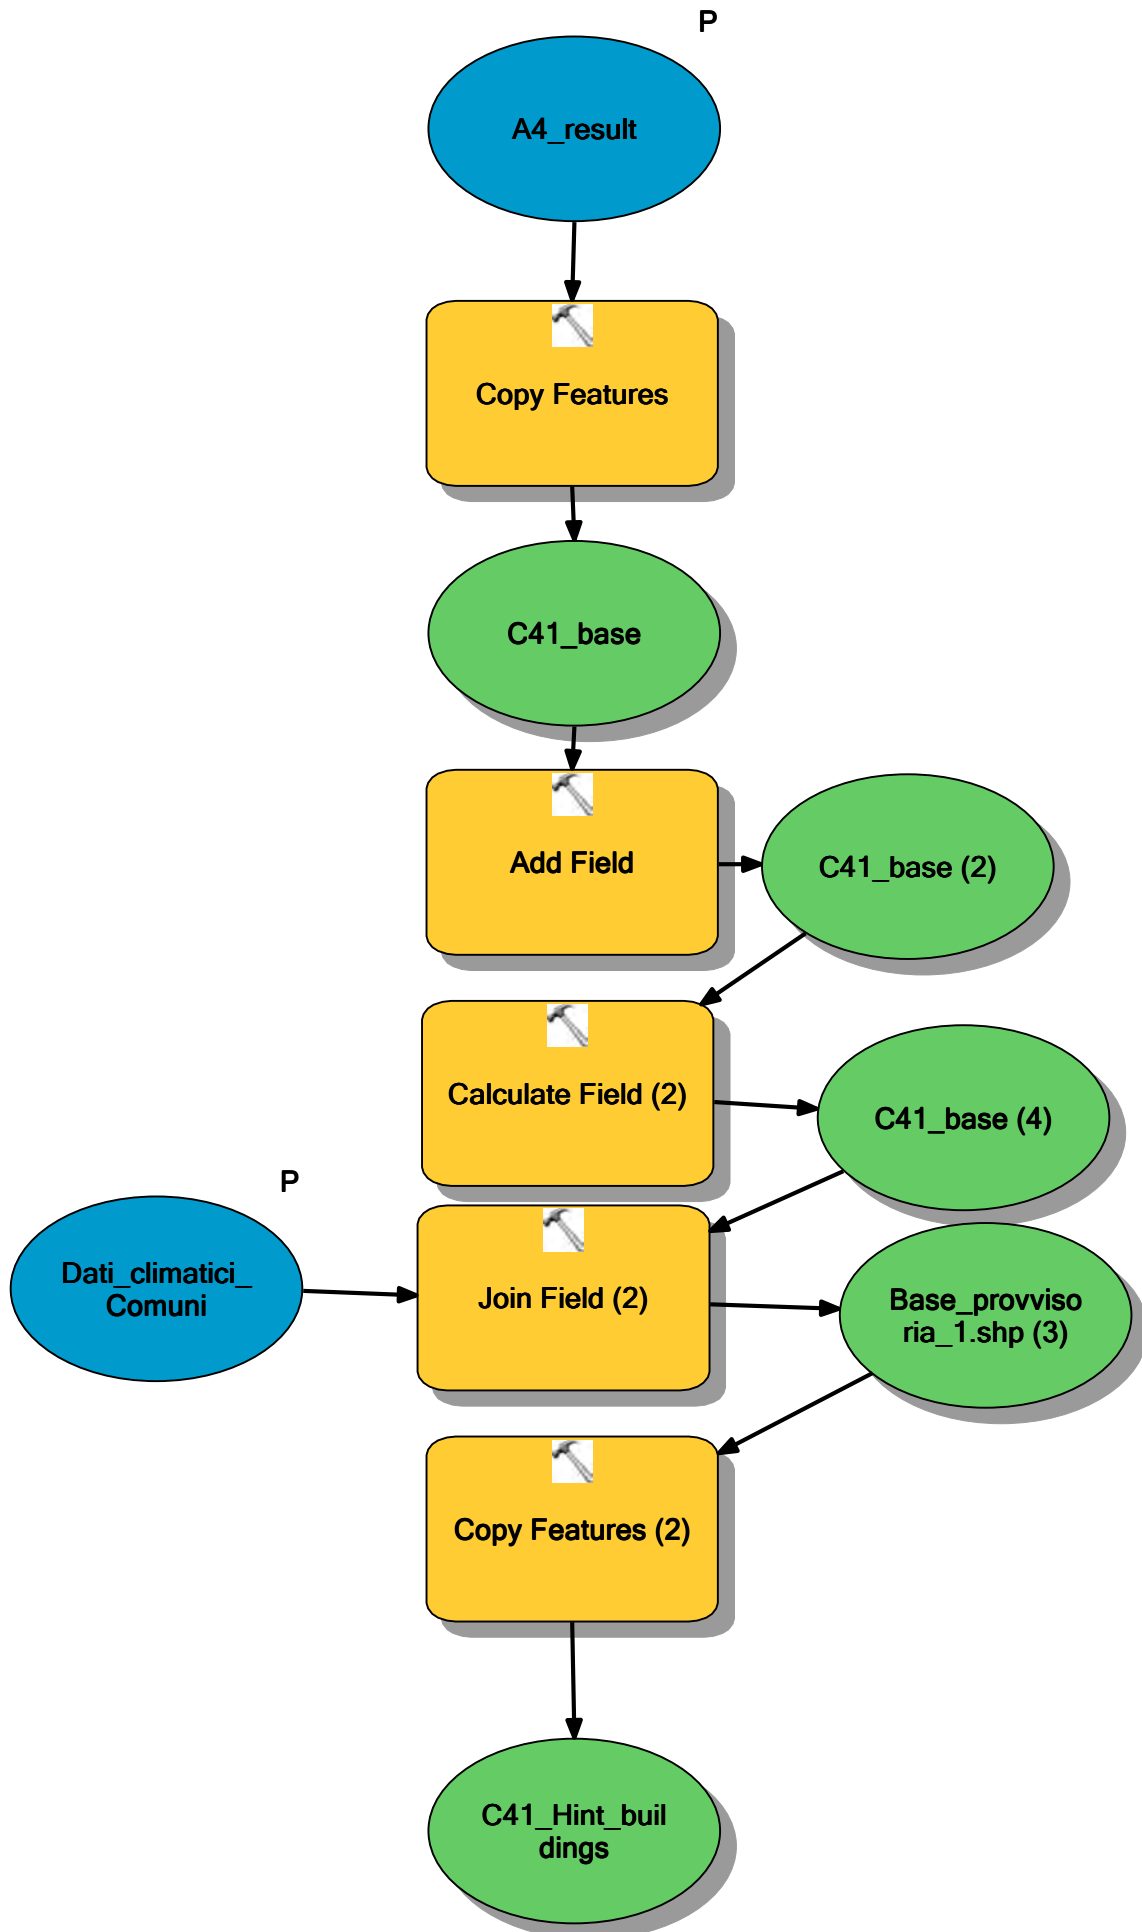 P
A4_result
Copy Features
C41_base
Add Field
C41_base (2)
Calculate Field (2)
C41_base (4)
P
Dati_climatici_
Comuni
Join Field (2)
Base_provviso
ria_1.shp (3)
Copy Features (2)
C41_Hint_buil
dings